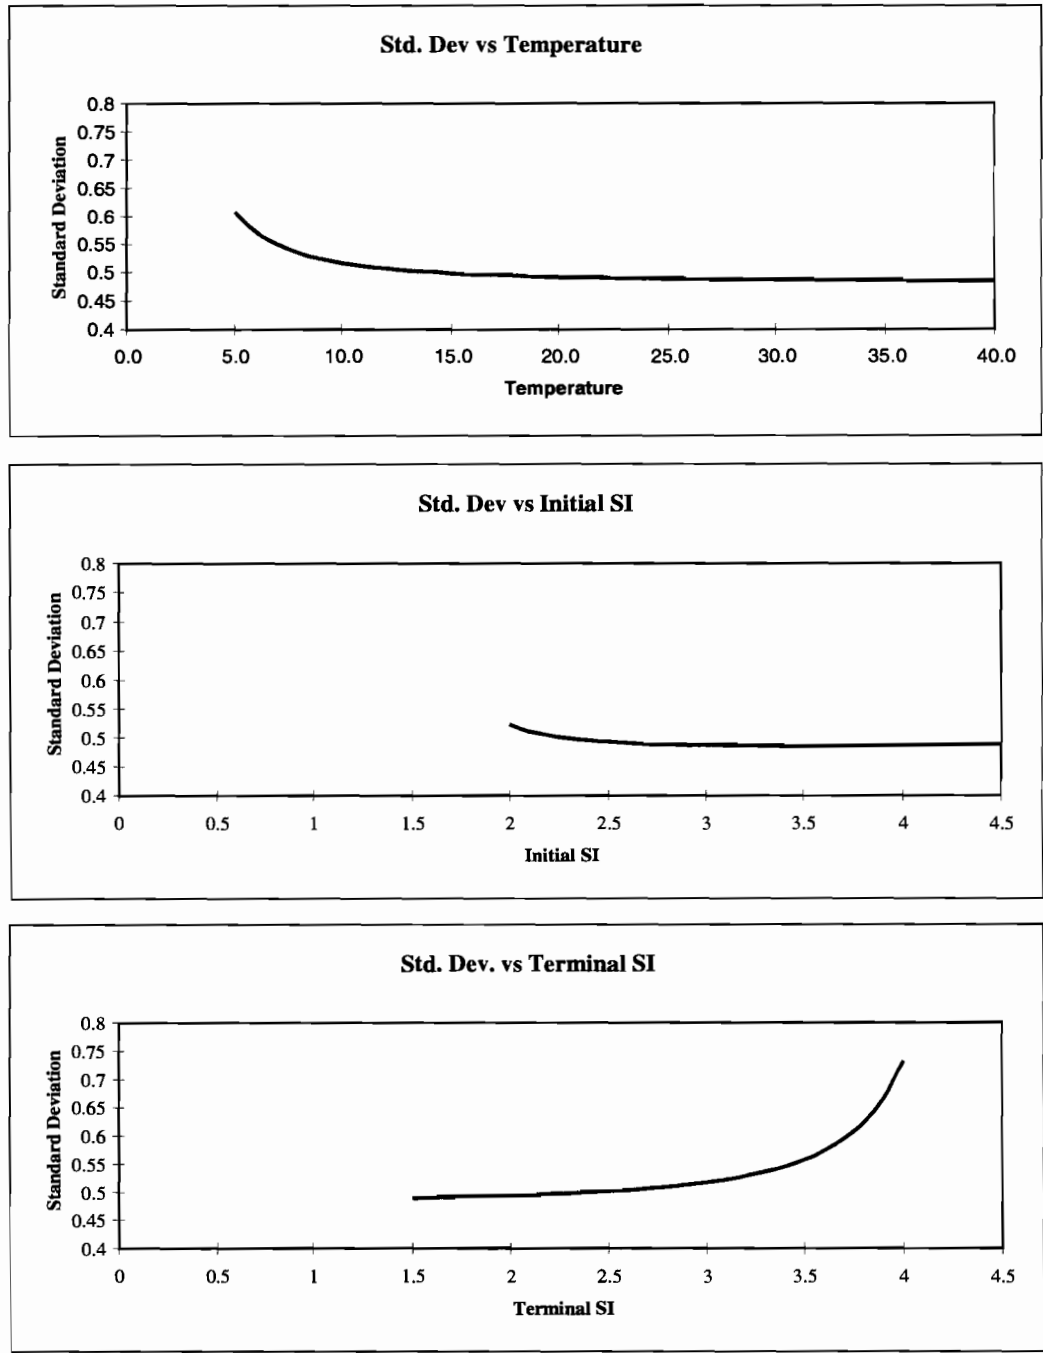 Std. Dev vs Temperature
Standard Deviation
0.8
0.75
0.7
0.65
0.6
0.55
0.5
0.45
0.4
0.0 5.0 10.0 15.0 20.0 25.0 30.0 35.0 40.0
Temperature
Std. Dev vs Initial SI
Standard Deviation
0.8
0.75
0.7
0.65
0.6
0.55
0.5
0.45
0.4
0 0.5 1 1.5 2 2.5 3 3.5 4 4.5
Initial SI
Std. Dev. vs Terminal SI
Standard Deviation
0.8
0.75
0.7
0.65
0.6
0.55
0.5
0.45
0.4
0 0.5 1 1.5 2 2.5 3 3.5 4 4.5
Terminal SI